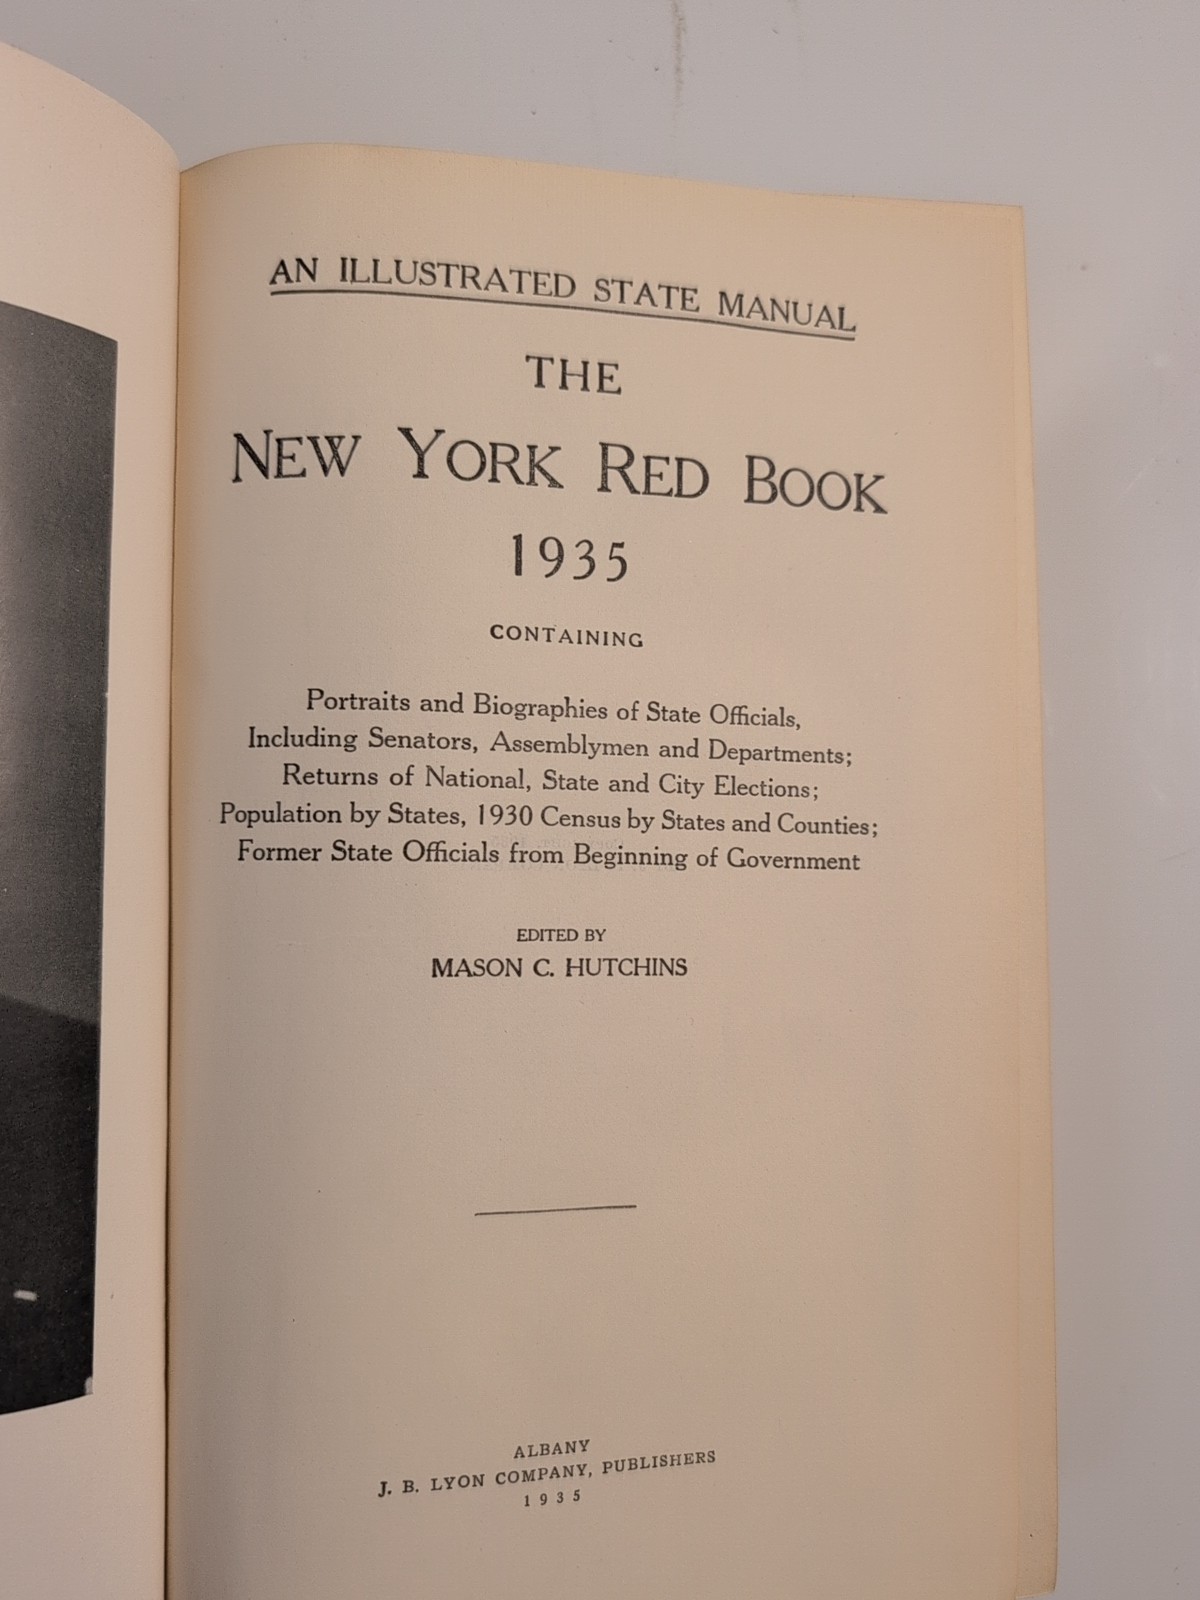 AN ILLUSTRATED STATE MANUAL
THE
NEW YORK RED BOOK
1935
CONTAINING
Portraits and Biographies of State Officials,
Including Senators, Assemblymen and Departments;
Returns of National, State and City Elections;
Population by States, 1930 Census by States and Counties;
Former State Officials from Beginning of Government
EDITED BY
MASON C. HUTCHINS
ALBANY
J. B. LYON COMPANY, PUBLISHERS
1935